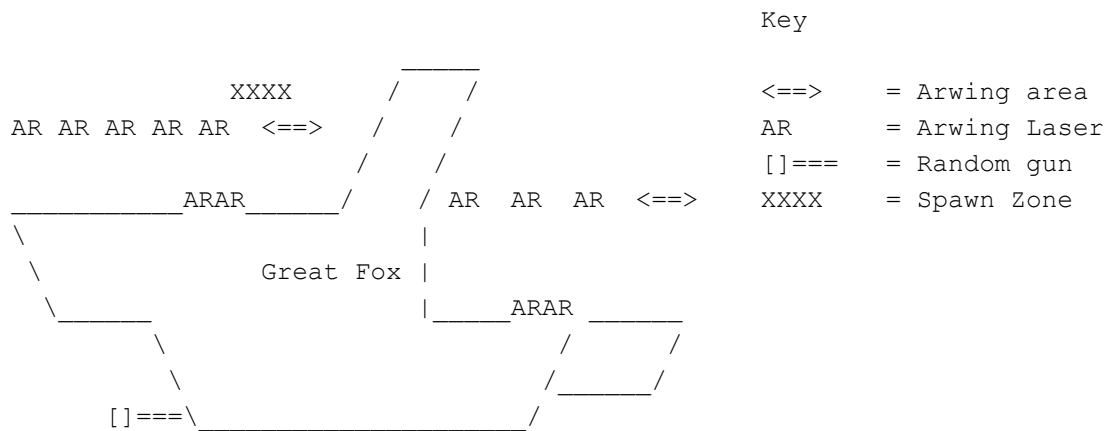 Key
XXXX <==> = Arwing area
AR AR AR AR AR <==> AR = Arwing Laser
[]=== = Random gun
ARAR AR AR AR <==> XXXX = Spawn Zone
Great Fox
ARAR
[]===